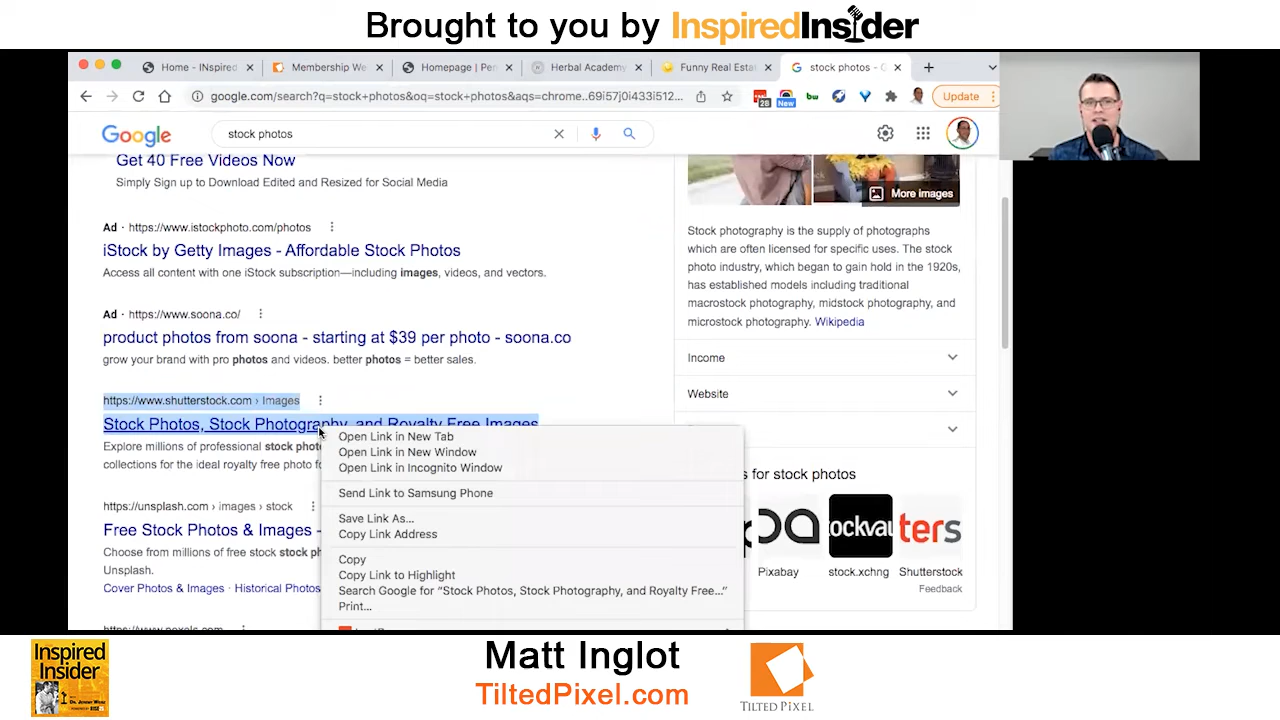 Brought to you by InspiredInsider
Home - INspired
Membership We
Homepage | Pe
Herbal Academy
Funny Real Estat
stock photos - G
google.com/search?q=stock+photos&oq=stock+photos&aqs=chrome..69i57j0i433i512...
28
New
bw
Update
Google
stock photos
Get 40 Free Videos Now
Simply Sign up to Download Edited and Resized for Social Media
Ad · https://www.istockphoto.com/photos
iStock by Getty Images - Affordable Stock Photos
Access all content with one iStock subscription—including images, videos, and vectors.
Ad · https://www.soona.co/
product photos from soona - starting at $39 per photo - soona.co
grow your brand with pro photos and videos. better photos = better sales.
https://www.shutterstock.com › Images
Stock Photos, Stock Photography, and Royalty Free Images
Explore millions of professional stock phot
collections for the ideal royalty free photo f
https://unsplash.com › images › stock
Free Stock Photos & Images -
Choose from millions of free stock stock ph
Unsplash.
Cover Photos & Images · Historical Photos
Open Link in New Tab
Open Link in New Window
Open Link in Incognito Window
Send Link to Samsung Phone
Save Link As...
Copy Link Address
Copy
Copy Link to Highlight
Search Google for “Stock Photos, Stock Photography, and Royalty Free...”
Print...
More images
Stock photography is the supply of photographs
which are often licensed for specific uses. The stock
photo industry, which began to gain hold in the 1920s,
has established models including traditional
macrostock photography, midstock photography, and
microstock photography. Wikipedia
Income
Website
s for stock photos
ockvau
ters
Pixabay
stock.xchng
Shutterstock
Feedback
Inspired
Insider
Matt Inglot
TiltedPixel.com
TILTED PIXEL